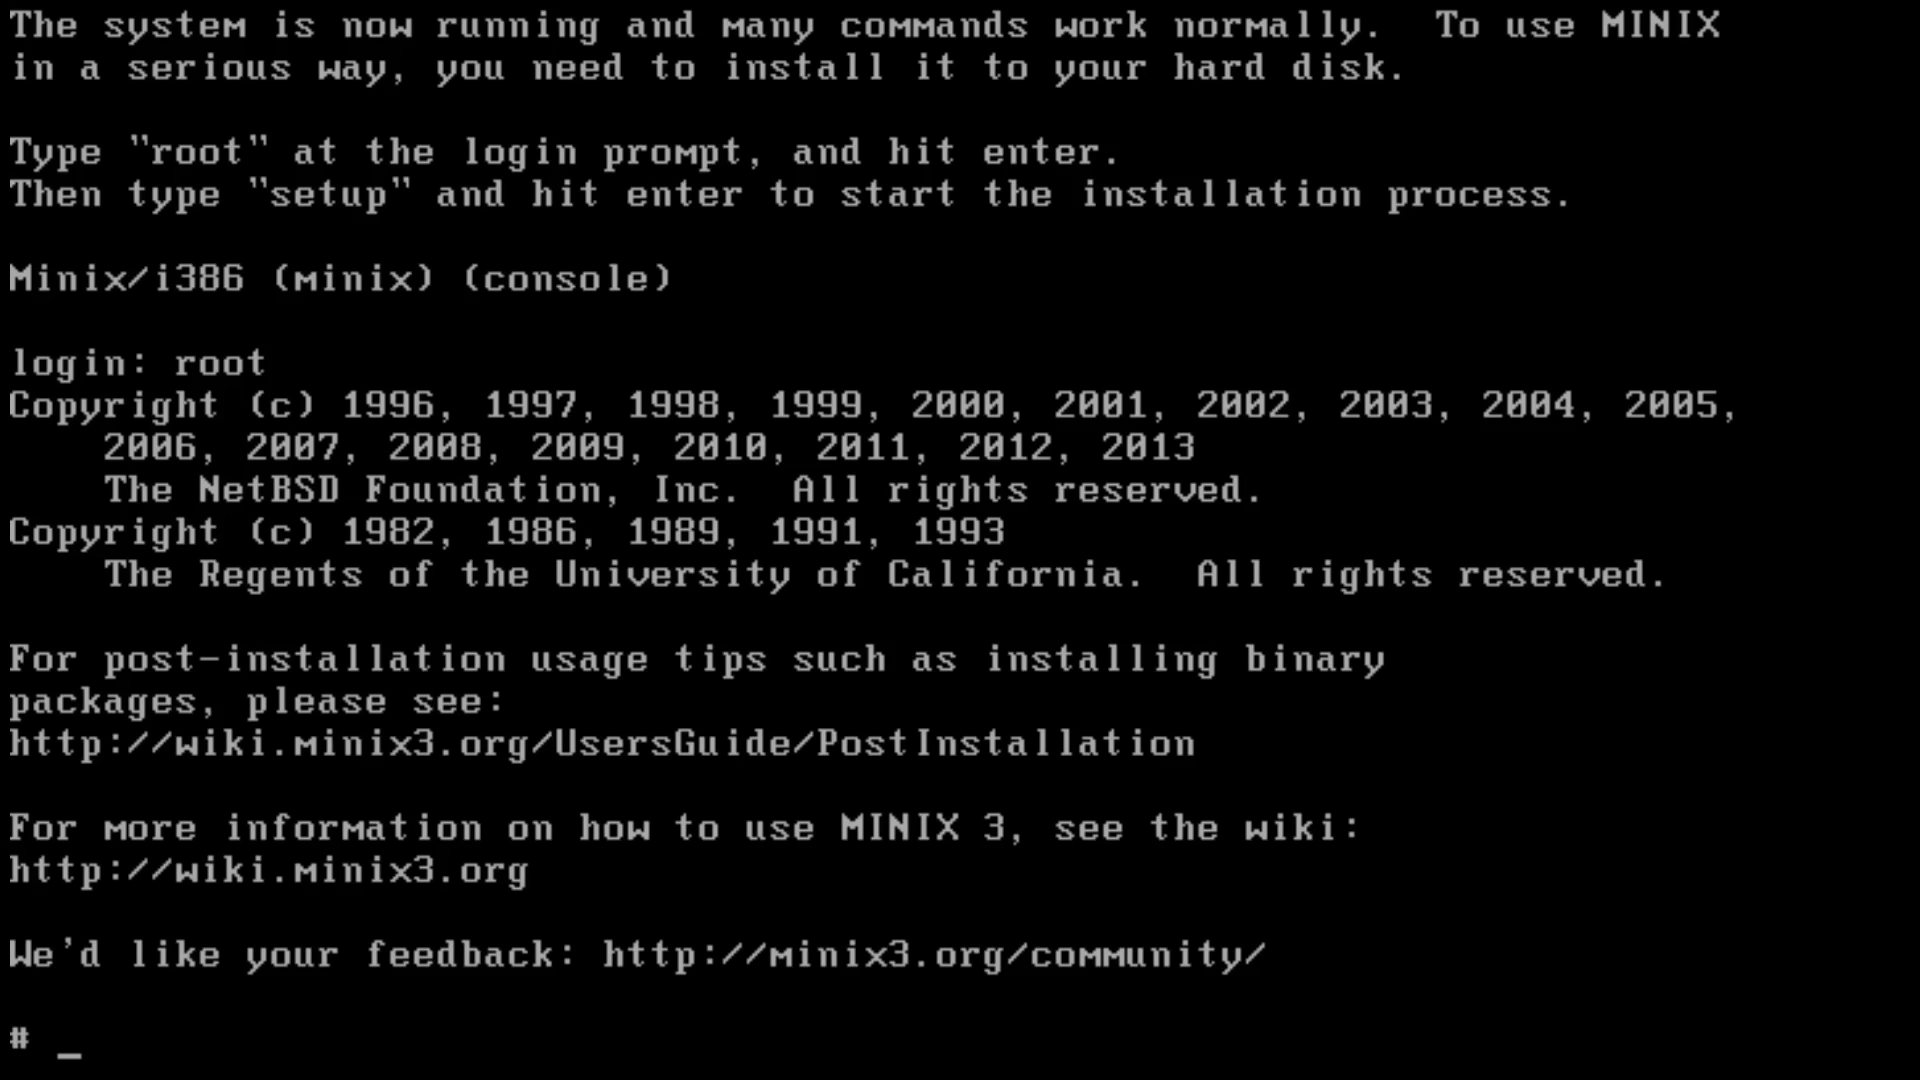 The system is now running and many commands work normally.  To use MINIX
in a serious way, you need to install it to your hard disk.
Type "root" at the login prompt, and hit enter.
Then type "setup" and hit enter to start the installation process.
Minix/i386 (minix) (console)
login: root
Copyright (c) 1996, 1997, 1998, 1999, 2000, 2001, 2002, 2003, 2004, 2005,
    2006, 2007, 2008, 2009, 2010, 2011, 2012, 2013
    The NetBSD Foundation, Inc.  All rights reserved.
Copyright (c) 1982, 1986, 1989, 1991, 1993
    The Regents of the University of California.  All rights reserved.
For post-installation usage tips such as installing binary
packages, please see:
http://wiki.minix3.org/UsersGuide/PostInstallation
For more information on how to use MINIX 3, see the wiki:
http://wiki.minix3.org
We'd like your feedback: http://minix3.org/community/
# _